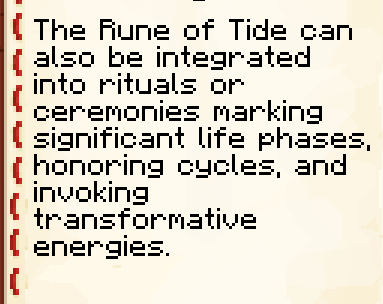 The Rune of Tide can
also be integrated
into rituals or
ceremonies marking
significant life phases,
honoring cycles, and
invoking
transformative
energies.